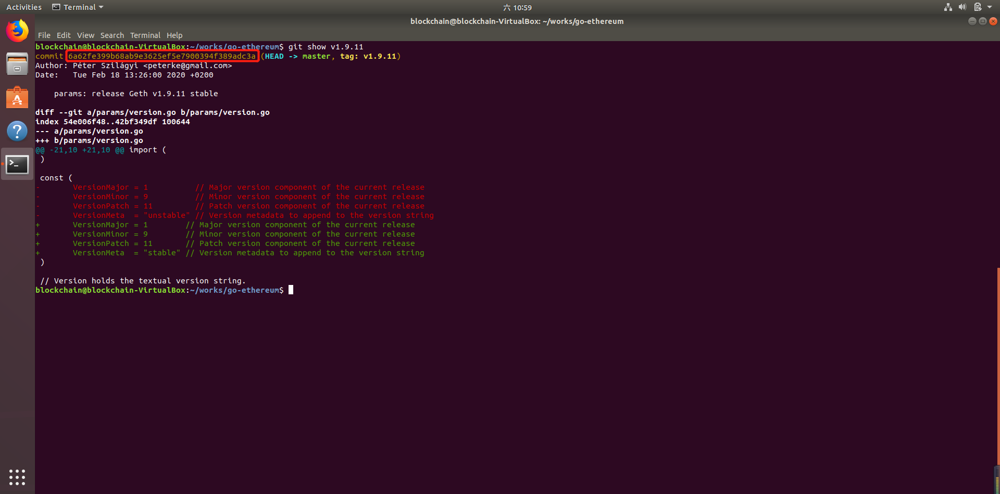 Activities Terminal 六 10:59
blockchain@blockchain-VirtualBox: ~/works/go-ethereum
File Edit View Search Terminal Help
blockchain@blockchain-VirtualBox:~/works/go-ethereum$ git show v1.9.11
commit 6a62fe399b68ab9e3625ef5e7900394f389adc3a (HEAD -> master, tag: v1.9.11)
Author: Péter Szilágyi <peterke@gmail.com>
Date:   Tue Feb 18 13:26:00 2020 +0200
    params: release Geth v1.9.11 stable
diff --git a/params/version.go b/params/version.go
index 54e006f48..42bf349df 100644
--- a/params/version.go
+++ b/params/version.go
@@ -21,10 +21,10 @@ import (
 )
 const (
-       VersionMajor = 1          // Major version component of the current release
-       VersionMinor = 9          // Minor version component of the current release
-       VersionPatch = 11         // Patch version component of the current release
-       VersionMeta  = "unstable" // Version metadata to append to the version string
+       VersionMajor = 1        // Major version component of the current release
+       VersionMinor = 9        // Minor version component of the current release
+       VersionPatch = 11       // Patch version component of the current release
+       VersionMeta  = "stable" // Version metadata to append to the version string
 )
 // Version holds the textual version string.
blockchain@blockchain-VirtualBox:~/works/go-ethereum$